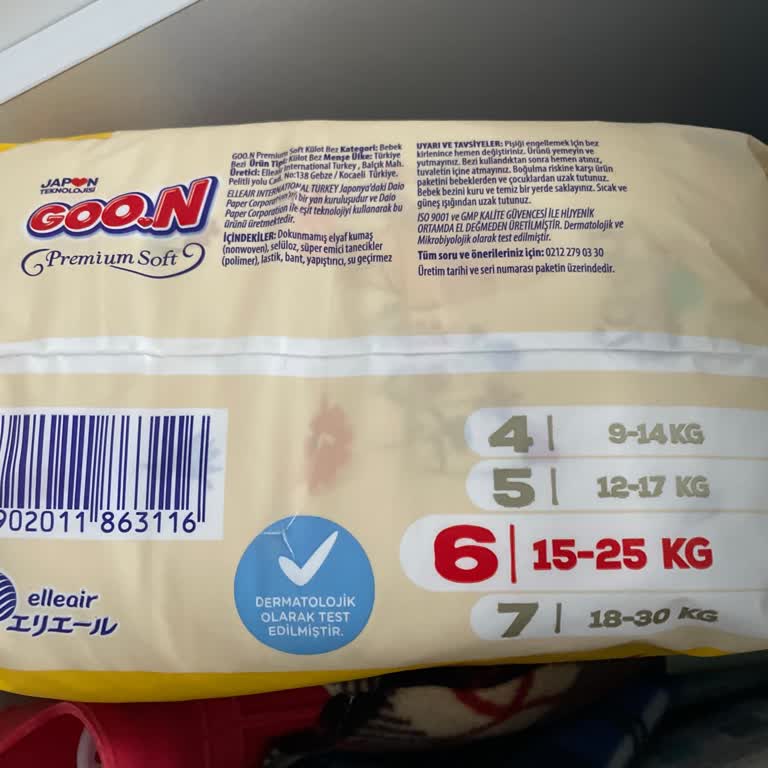 JAPON
TEKNOLOJİSİ
GOO.N
Premium Soft
GOO.N Premium Soft Külot Bez Kategori: Bebek
Bezi Ürün Tipi: Külot Bez Menşe Ülke: Türkiye
Üretici: Elleair International Turkey, Balçık Mah.
Pelitli yolu Cad. No:138 Gebze / Kocaeli Türkiye.
ELLEAIR INTERNATIONAL TURKEY Japonya'daki Daio
Paper Corporation'ın bir yan kuruluşudur ve Daio
Paper Corporation ile eşit teknolojiyi kullanarak bu
ürünü üretmektedir.
İÇİNDEKİLER: Dokunmamış elyaf kumaş
(nonwoven), selüloz, süper emici tanecikler
(polimer), lastik, bant, yapıştırıcı, su geçirmez
UYARI VE TAVSİYELER: Pişiği engellemek için bez
kirlenince hemen değiştiriniz. Ürünü yemeyin ve
yutmayınız. Bezi kullandıktan sonra hemen atınız,
tuvaletin içine atmayınız. Boğulma riskine karşı ürün
paketini bebeklerden ve çocuklardan uzak tutunuz.
Bebek bezini kuru ve temiz bir yerde saklayınız. Sıcak ve
güneş ışığından uzak tutunuz.
ISO 9001 ve GMP KALİTE GÜVENCESİ İLE HİJYENİK
ORTAMDA EL DEĞMEDEN ÜRETİLMİŞTİR. Dermatolojik ve
Mikrobiyolojik olarak test edilmiştir.
Tüm soru ve önerileriniz için: 0212 279 03 30
Üretim tarihi ve seri numarası paketin üzerindedir.
902011 863116
elleair
エリエール
DERMATOLOJİK
OLARAK TEST
EDİLMİŞTİR.
4 | 9-14 KG
5 | 12-17 KG
6 | 15-25 KG
7 | 18-30 KG